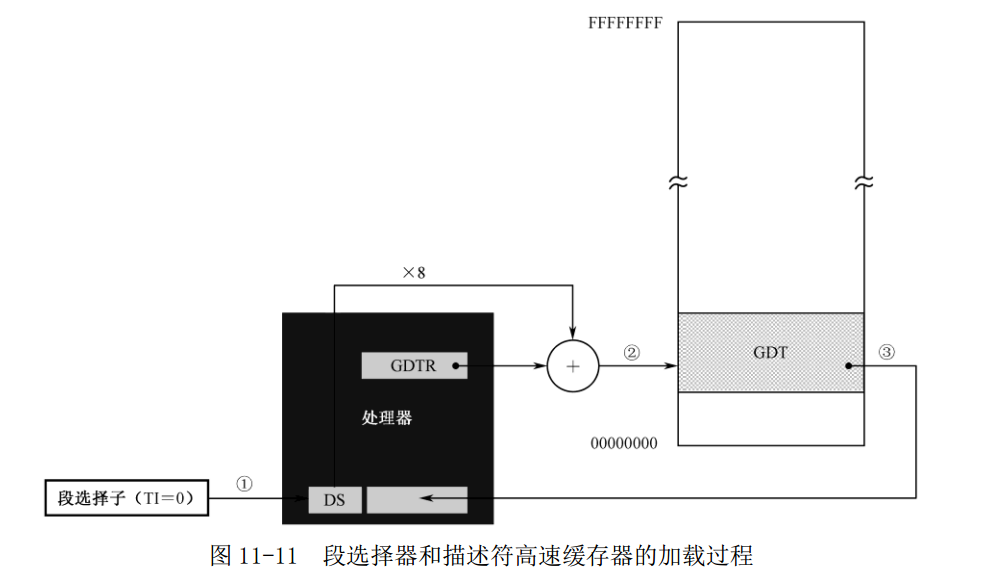 FFFFFFFF
×8
GDTR
+
②
GDT
③
处理器
00000000
段选择子（TI＝0）
①
DS
图 11-11 段选择器和描述符高速缓存器的加载过程